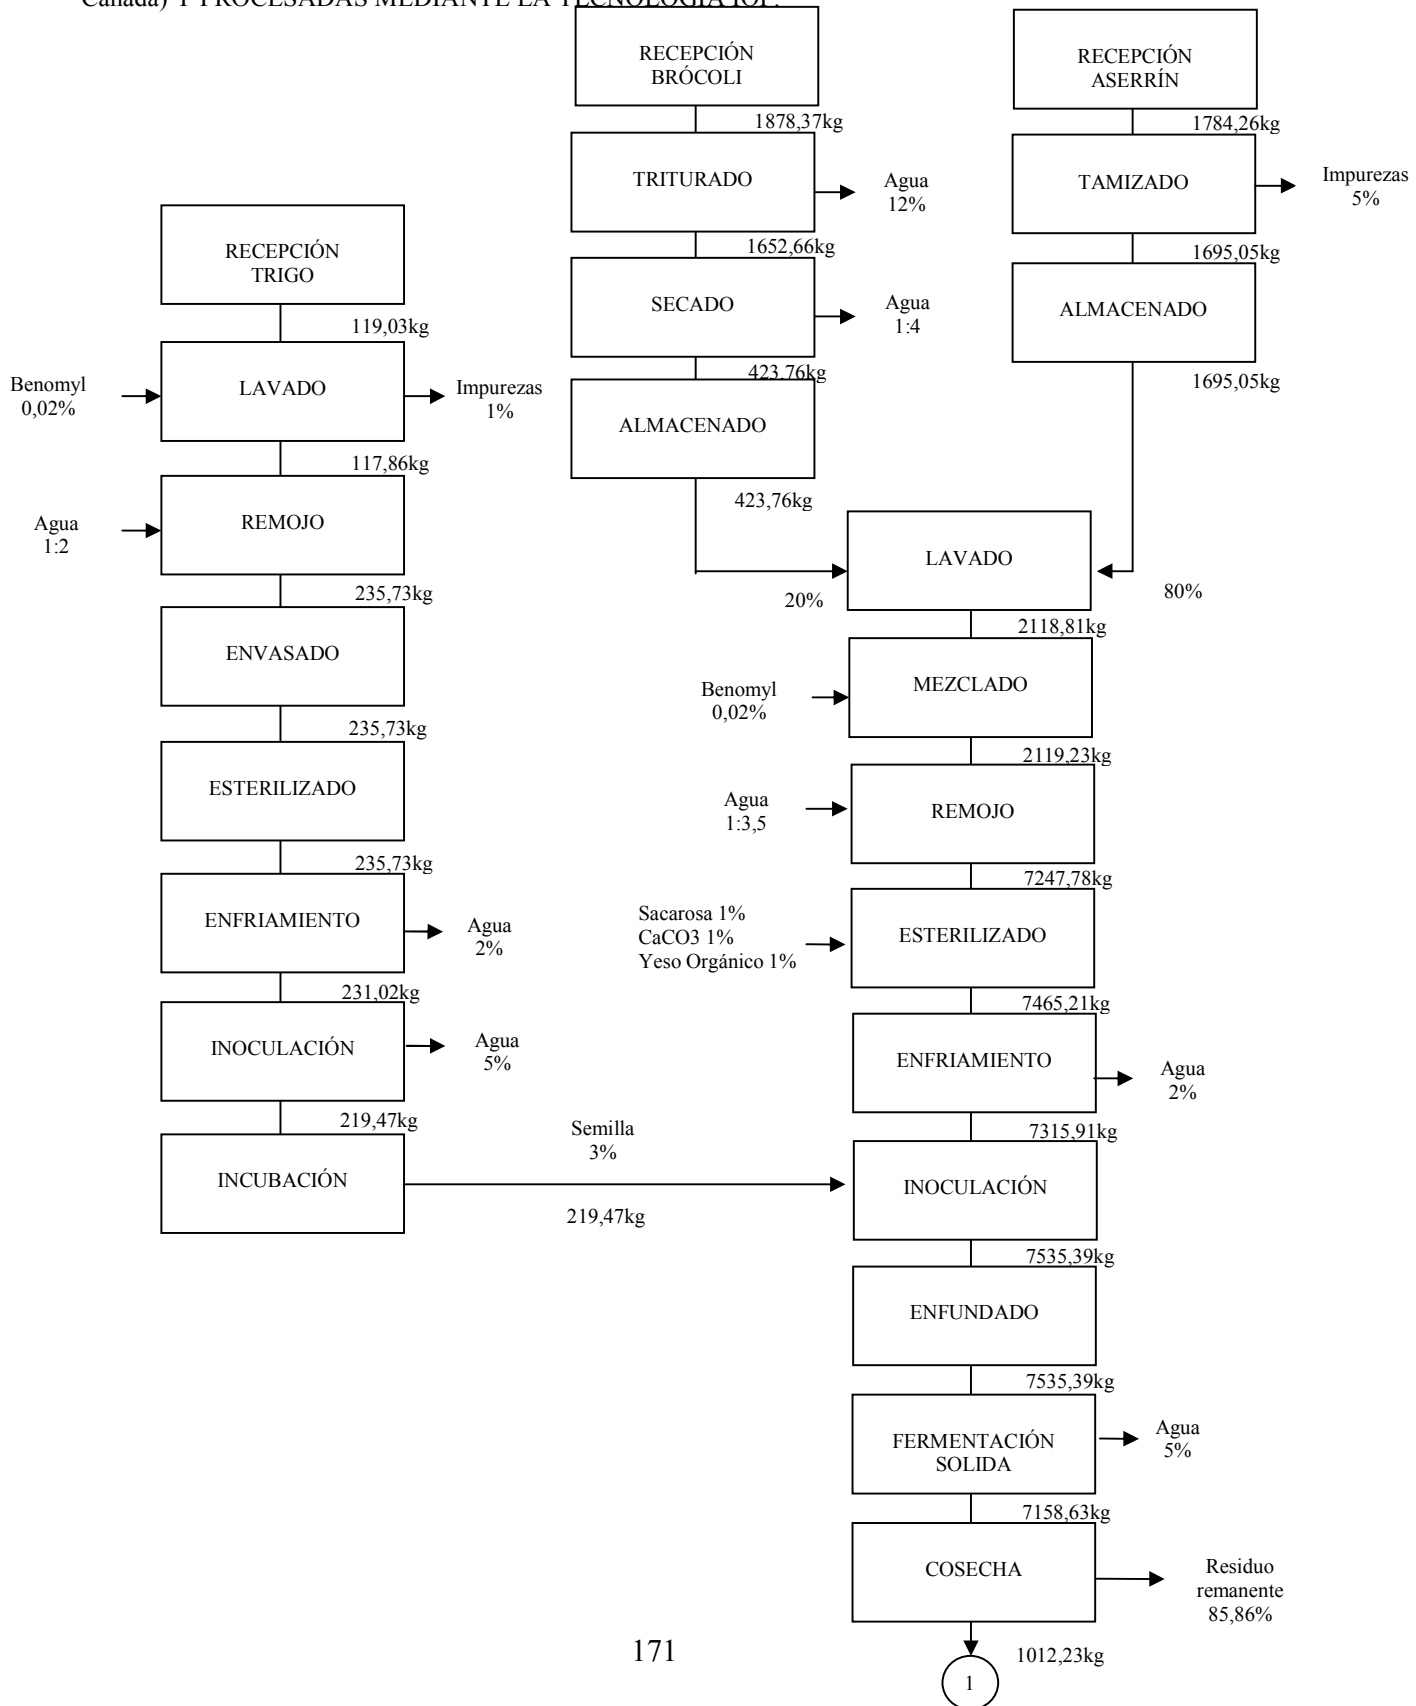 Canadá) Y PROCESADAS MEDIANTE LA TECNOLOGÍA IQF.
RECEPCIÓN
BRÓCOLI
1878,37kg
TRITURADO
Agua
12%
1652,66kg
SECADO
Agua
1:4
423,76kg
ALMACENADO
423,76kg
20%
RECEPCIÓN
ASERRÍN
1784,26kg
TAMIZADO
Impurezas
5%
1695,05kg
ALMACENADO
1695,05kg
80%
RECEPCIÓN
TRIGO
119,03kg
Benomyl
0,02%
LAVADO
Impurezas
1%
117,86kg
Agua
1:2
REMOJO
235,73kg
ENVASADO
235,73kg
ESTERILIZADO
235,73kg
ENFRIAMIENTO
Agua
2%
231,02kg
INOCULACIÓN
Agua
5%
219,47kg
INCUBACIÓN
Semilla
3%
219,47kg
LAVADO
2118,81kg
Benomyl
0,02%
MEZCLADO
2119,23kg
Agua
1:3,5
REMOJO
7247,78kg
Sacarosa 1%
CaCO3 1%
Yeso Orgánico 1%
ESTERILIZADO
7465,21kg
ENFRIAMIENTO
Agua
2%
7315,91kg
INOCULACIÓN
7535,39kg
ENFUNDADO
7535,39kg
FERMENTACIÓN
SOLIDA
Agua
5%
7158,63kg
COSECHA
Residuo
remanente
85,86%
1012,23kg
1
171